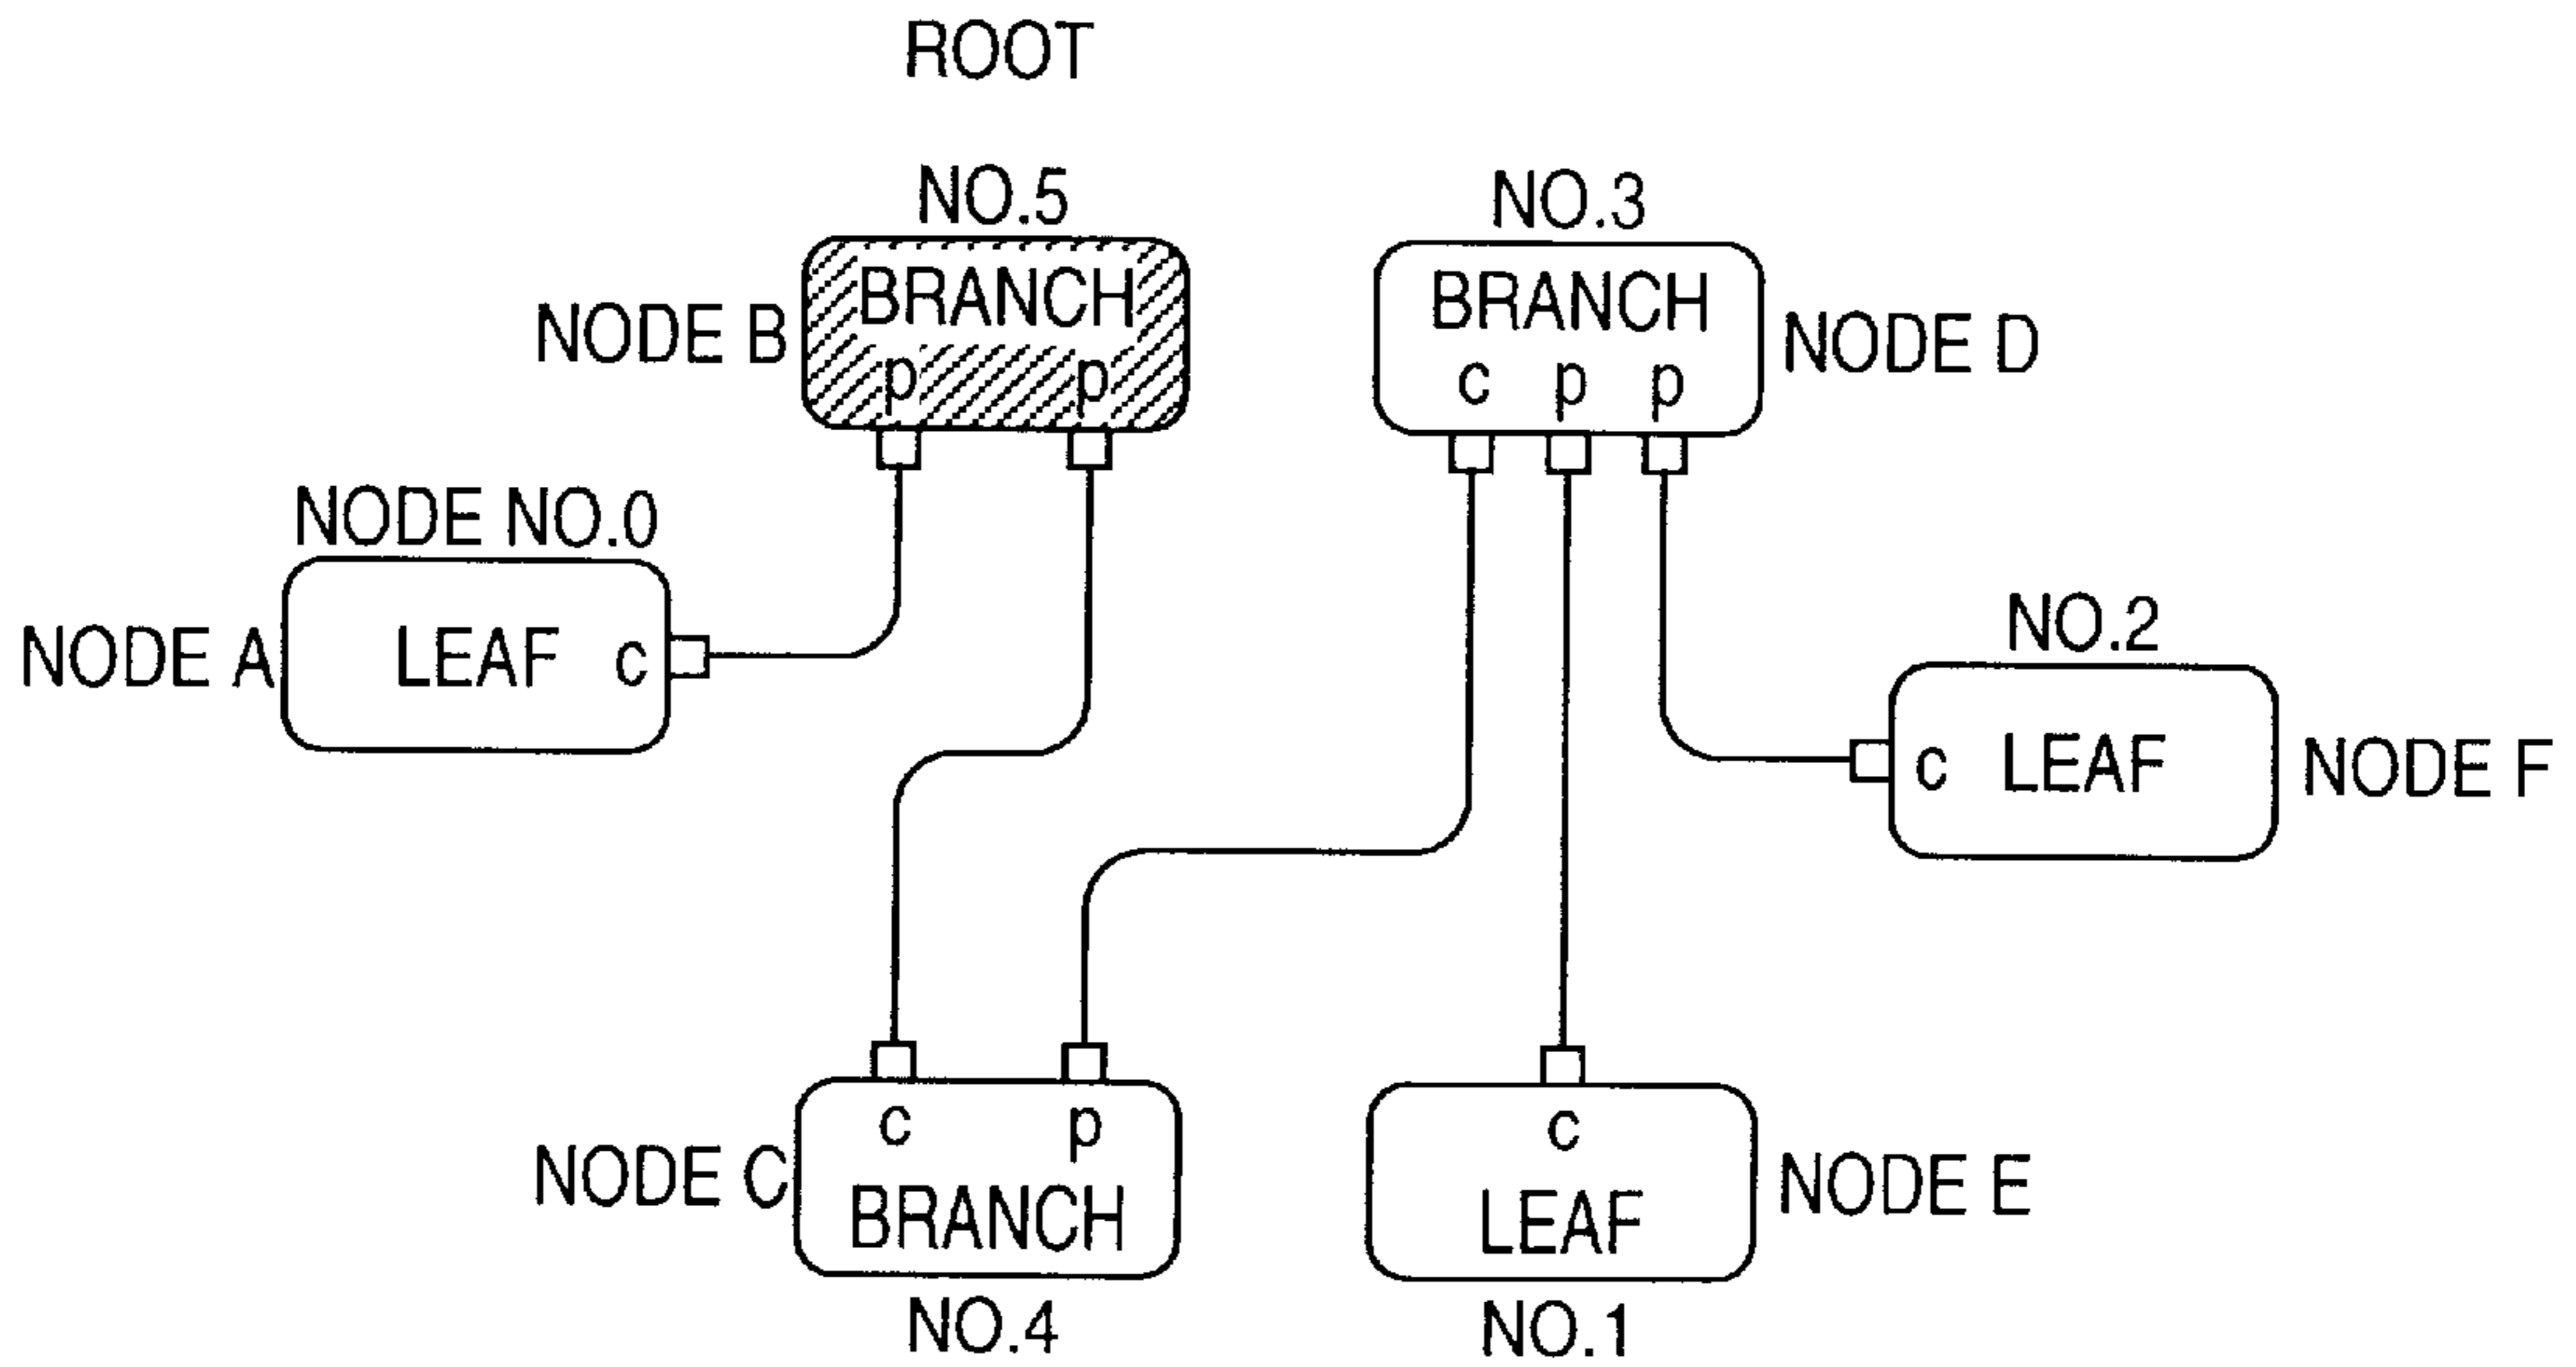 ROOT
NO.5
NO.3
BRANCH
BRANCH
NODE B
NODE D
p p
c p p
NODE NO.0
NO.2
NODE A
LEAF c
c LEAF
NODE F
c p
c
NODE C
NODE E
BRANCH
LEAF
NO.4
NO.1